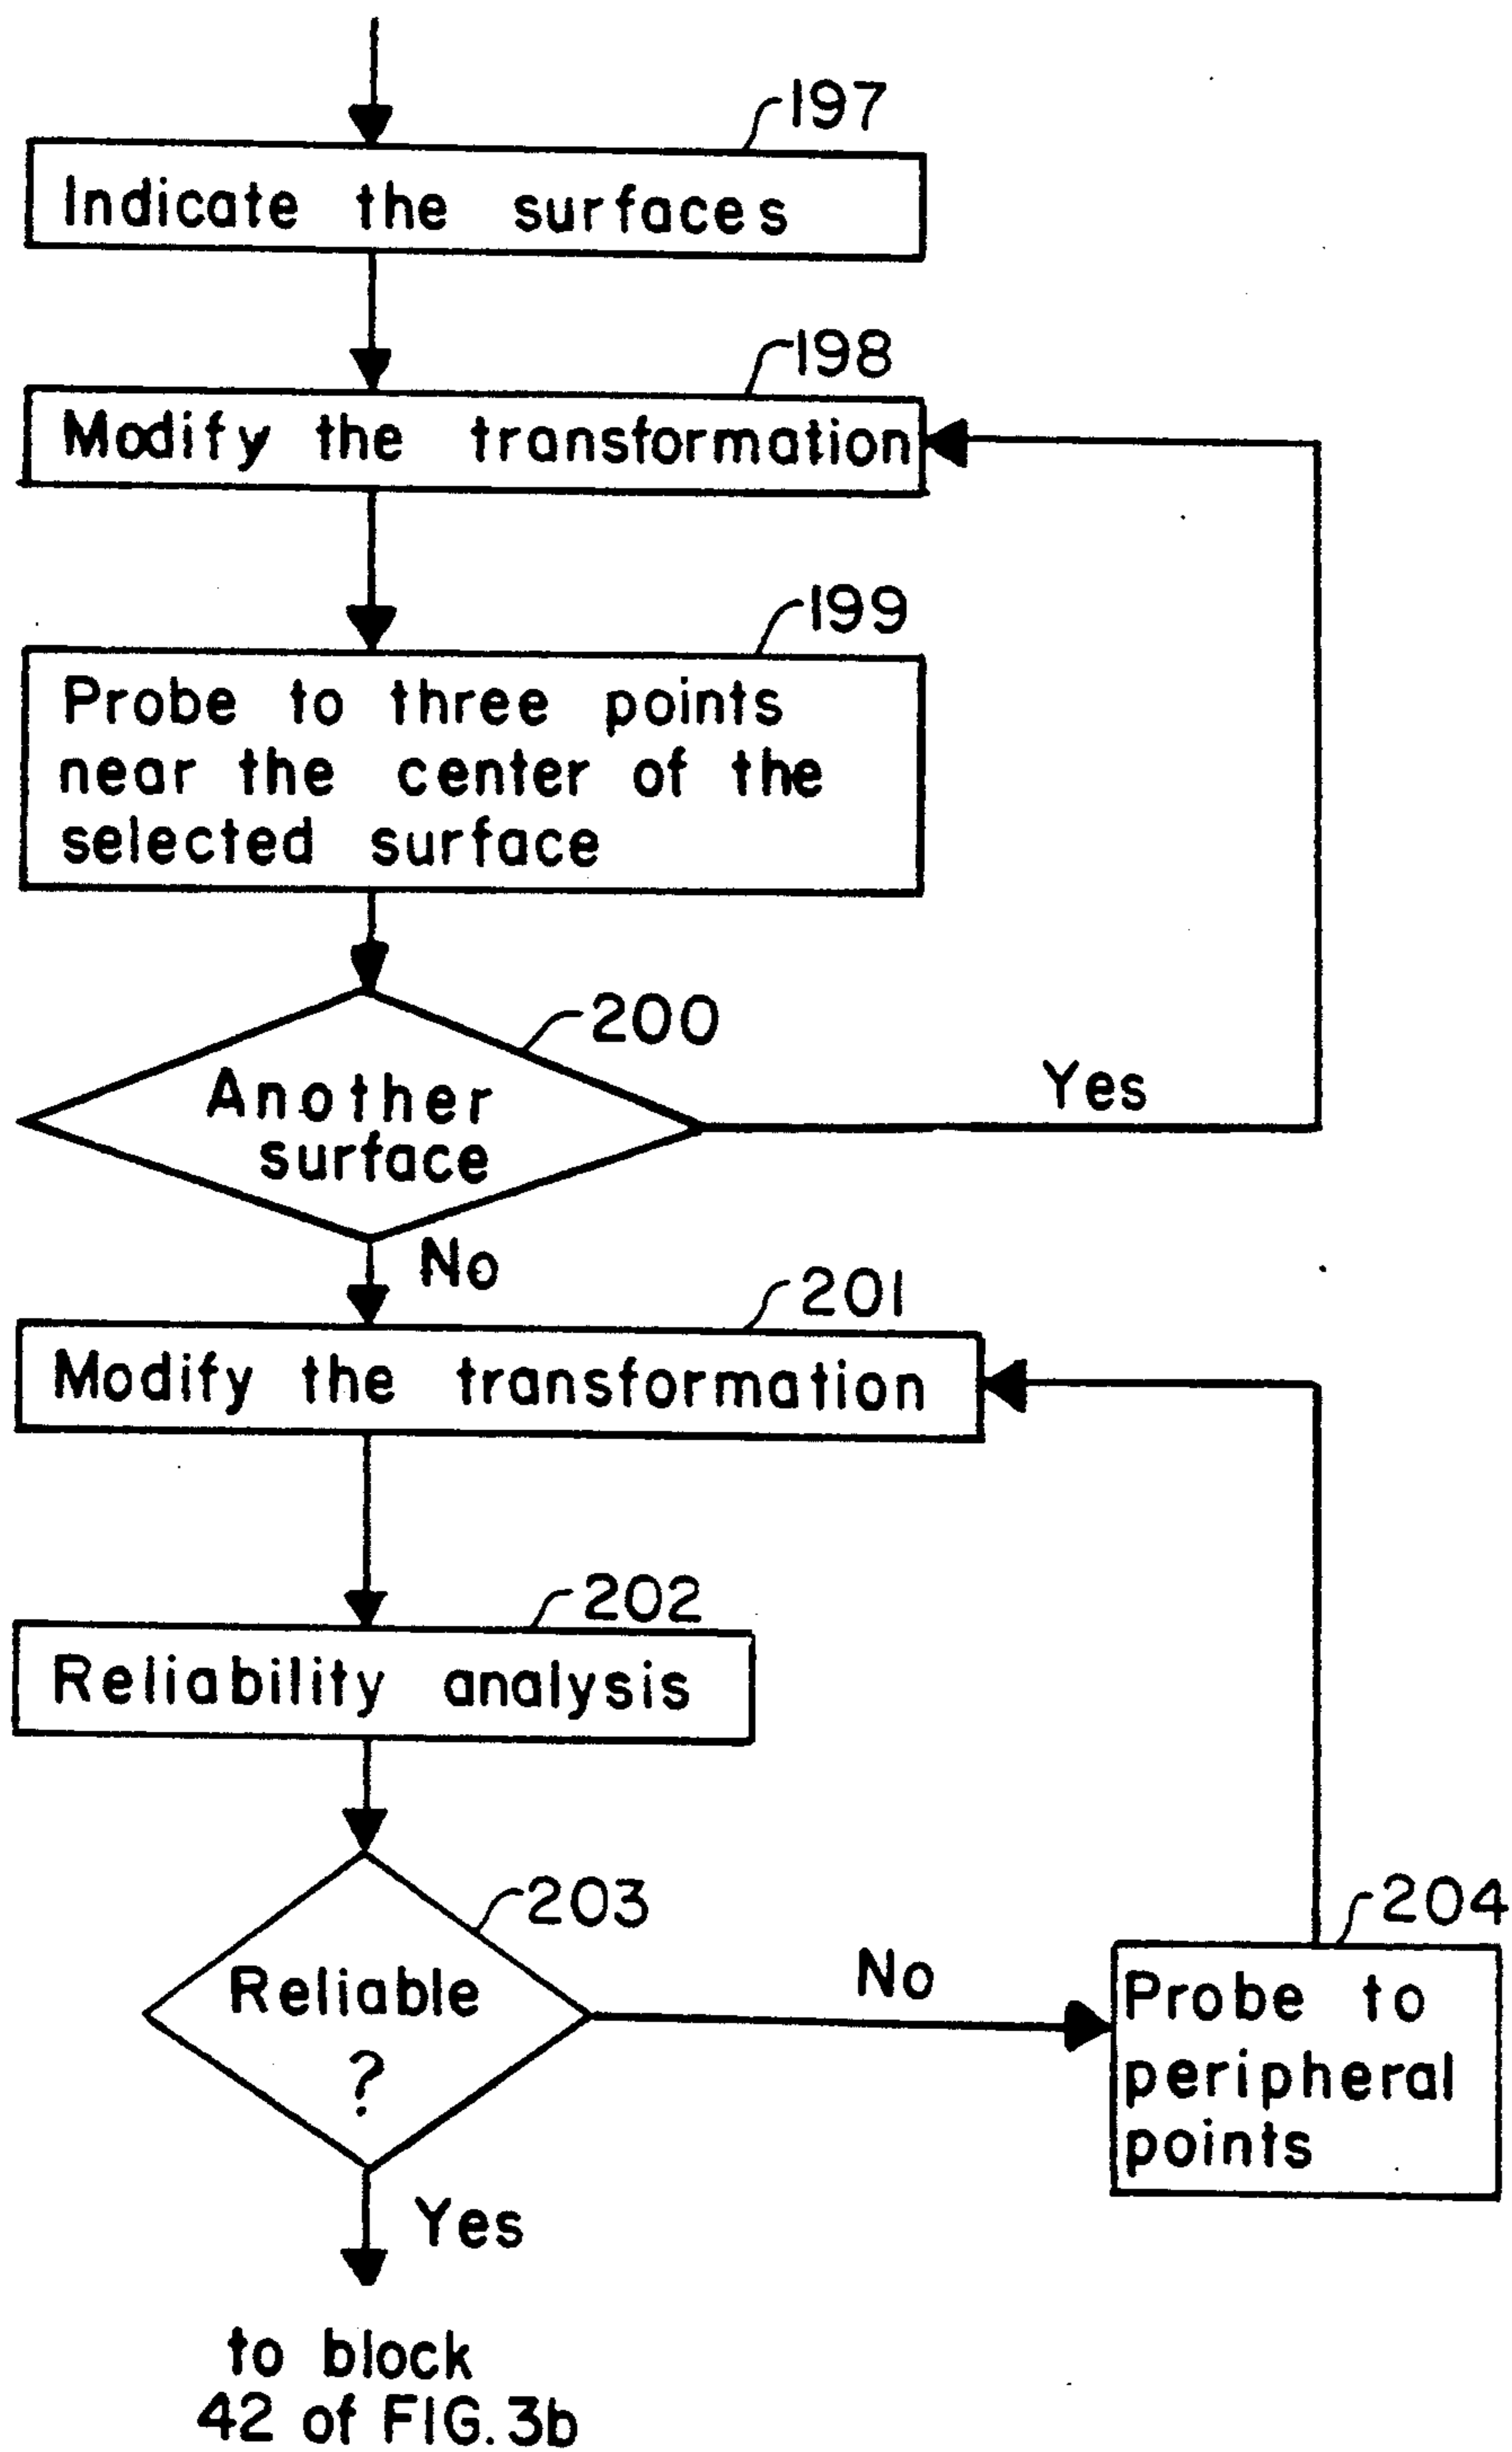 197
Indicate the surfaces
198
Modify the transformation
199
Probe to three points
near the center of the
selected surface
200
Another
surface
Yes
No
201
Modify the transformation
202
Reliability analysis
203
Reliable
?
No
204
Probe to
peripheral
points
Yes
to block
42 of FIG. 3b